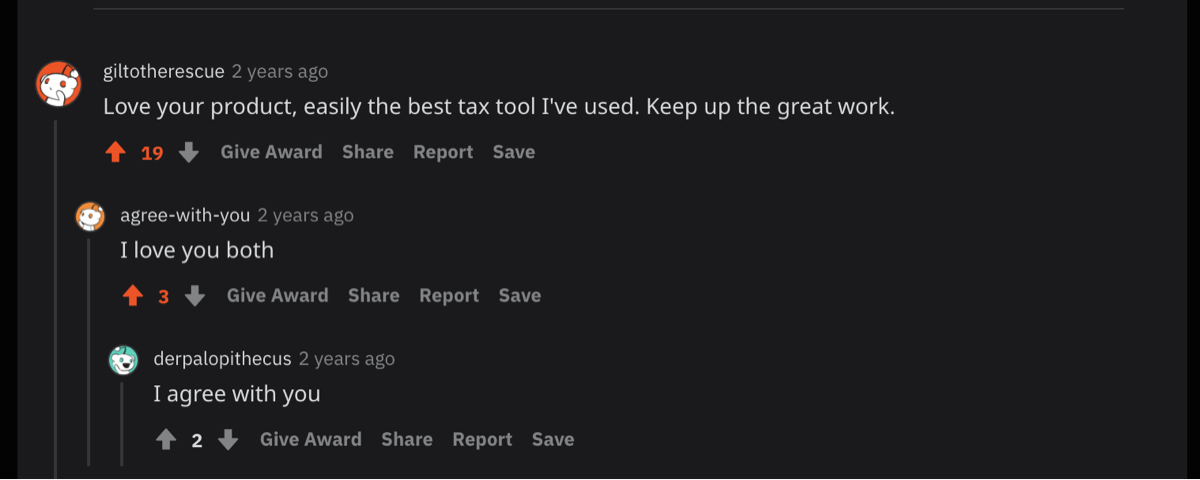 giltotherescue 2 years ago
Love your product, easily the best tax tool I've used. Keep up the great work.
19 Give Award Share Report Save
agree-with-you 2 years ago
I love you both
3 Give Award Share Report Save
derpalopithecus 2 years ago
I agree with you
2 Give Award Share Report Save